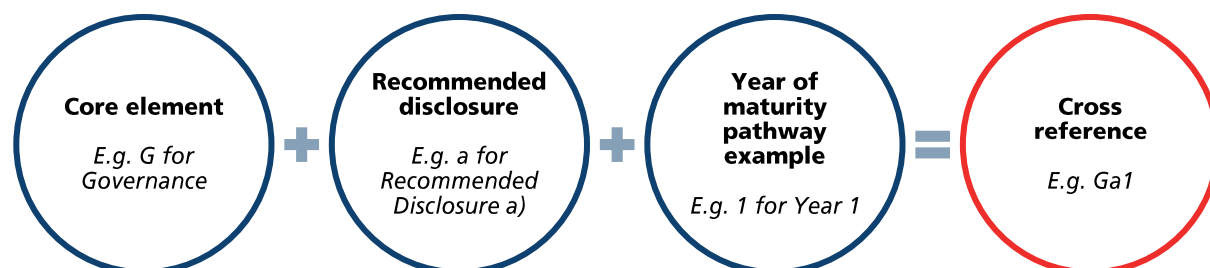 Core element
E.g. G for
Governance
Recommended
disclosure
E.g. a for
Recommended
Disclosure a)
Year of
maturity
pathway
example
E.g. 1 for Year 1
Cross
reference
E.g. Ga1